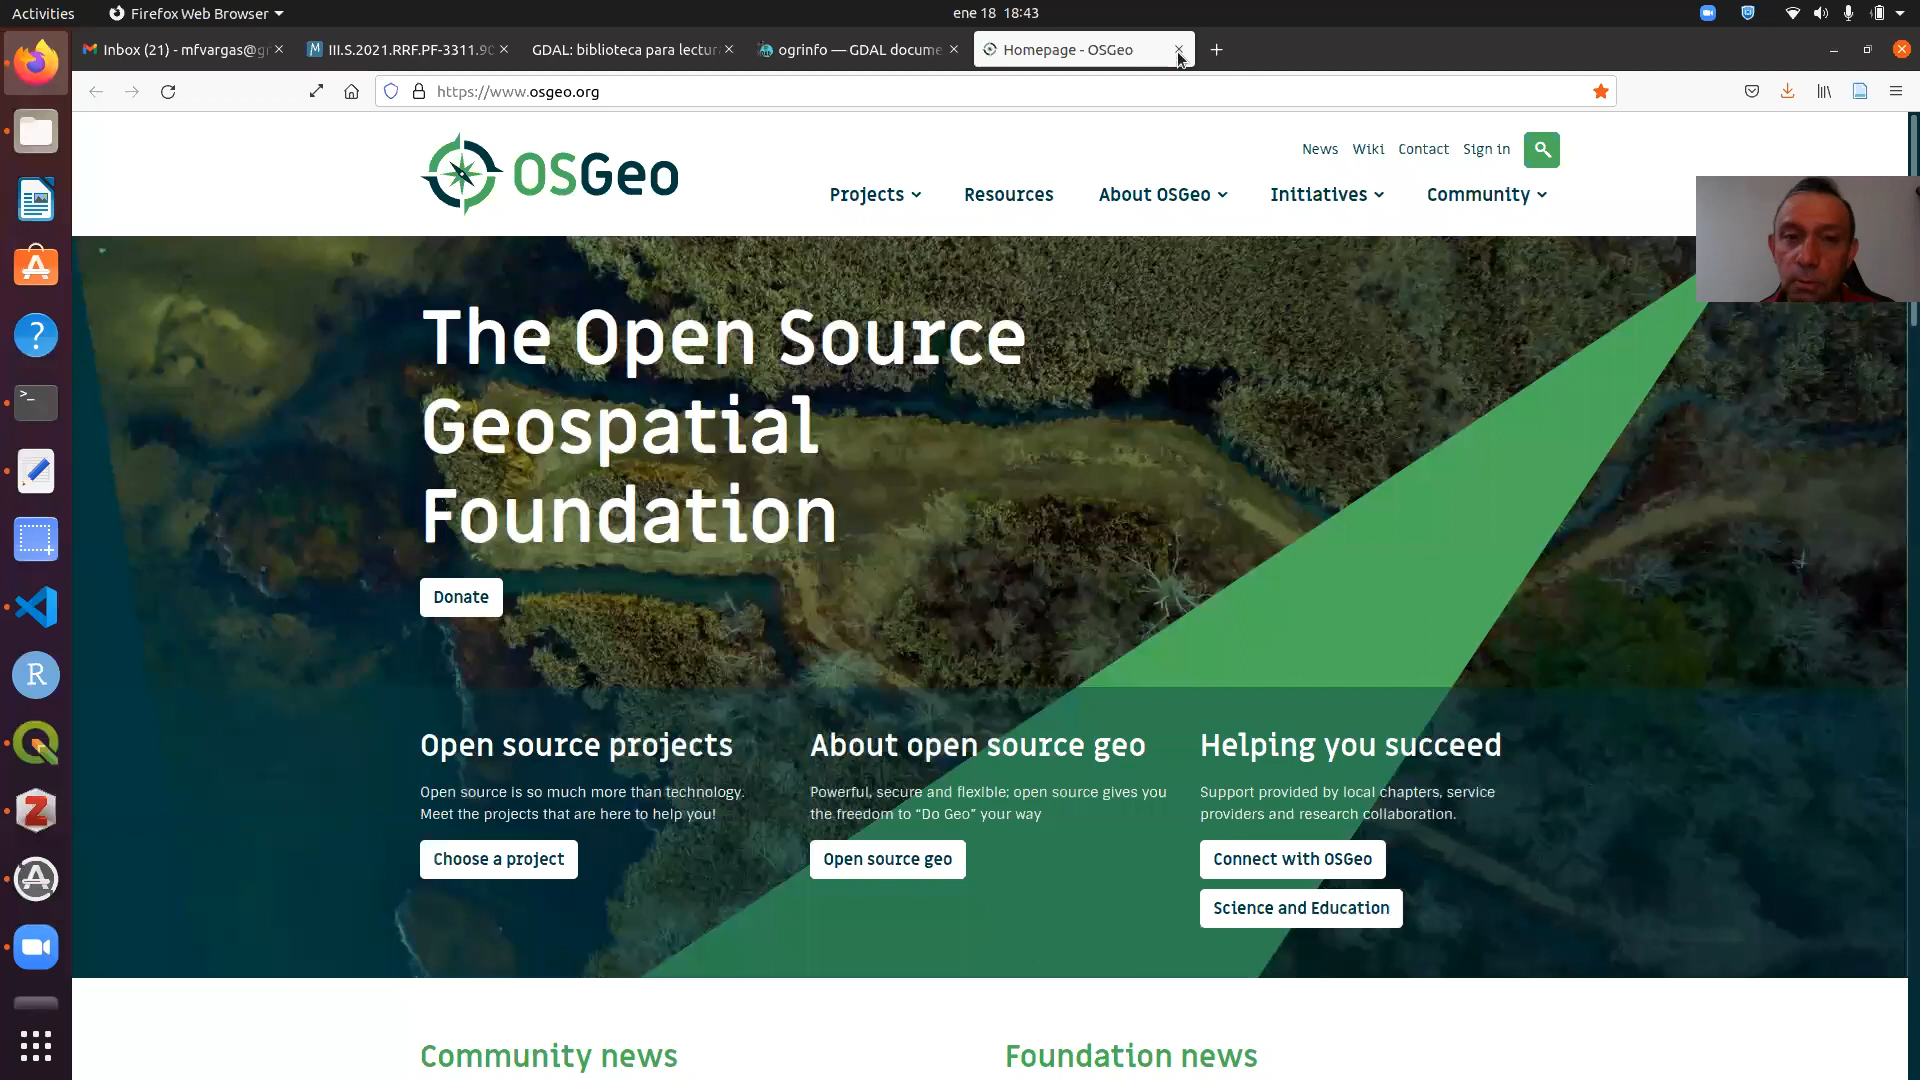 Activities
Firefox Web Browser
ene 18 18:43
Inbox (21) - mfvargas@g
III.S.2021.RRF.PF-3311.90
GDAL: biblioteca para lectur
ogrinfo — GDAL docume
Homepage - OSGeo
https://www.osgeo.org
OSGeo
News
Wiki
Contact
Sign in
Projects
Resources
About OSGeo
Initiatives
Community
The Open Source
Geospatial
Foundation
Donate
Open source projects
Open source is so much more than technology.
Meet the projects that are here to help you!
Choose a project
About open source geo
Powerful, secure and flexible; open source gives you
the freedom to “Do Geo” your way
Open source geo
Helping you succeed
Support provided by local chapters, service
providers and research collaboration.
Connect with OSGeo
Science and Education
Community news
Foundation news